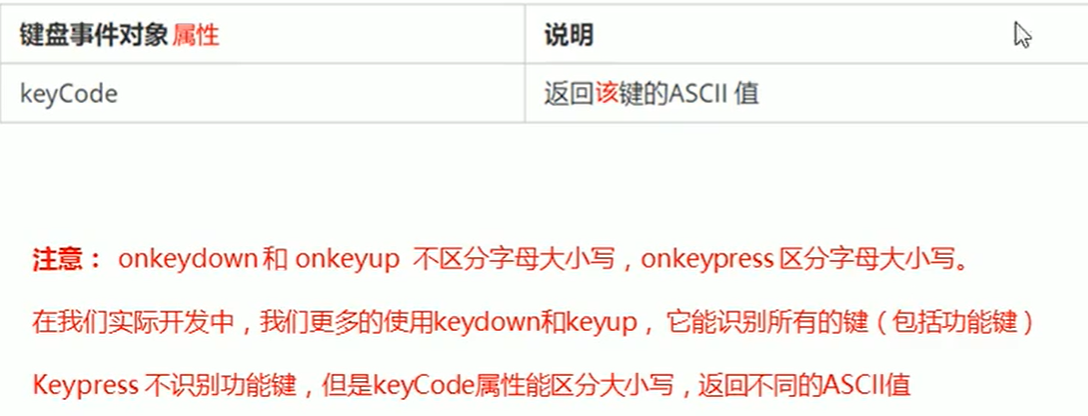 键盘事件对象属性 说明
keyCode 返回该键的ASCII 值
注意： onkeydown 和 onkeyup 不区分字母大小写，onkeypress 区分字母大小写。
在我们实际开发中，我们更多的使用keydown和keyup， 它能识别所有的键（包括功能键）
Keypress 不识别功能键，但是keyCode属性能区分大小写，返回不同的ASCII值